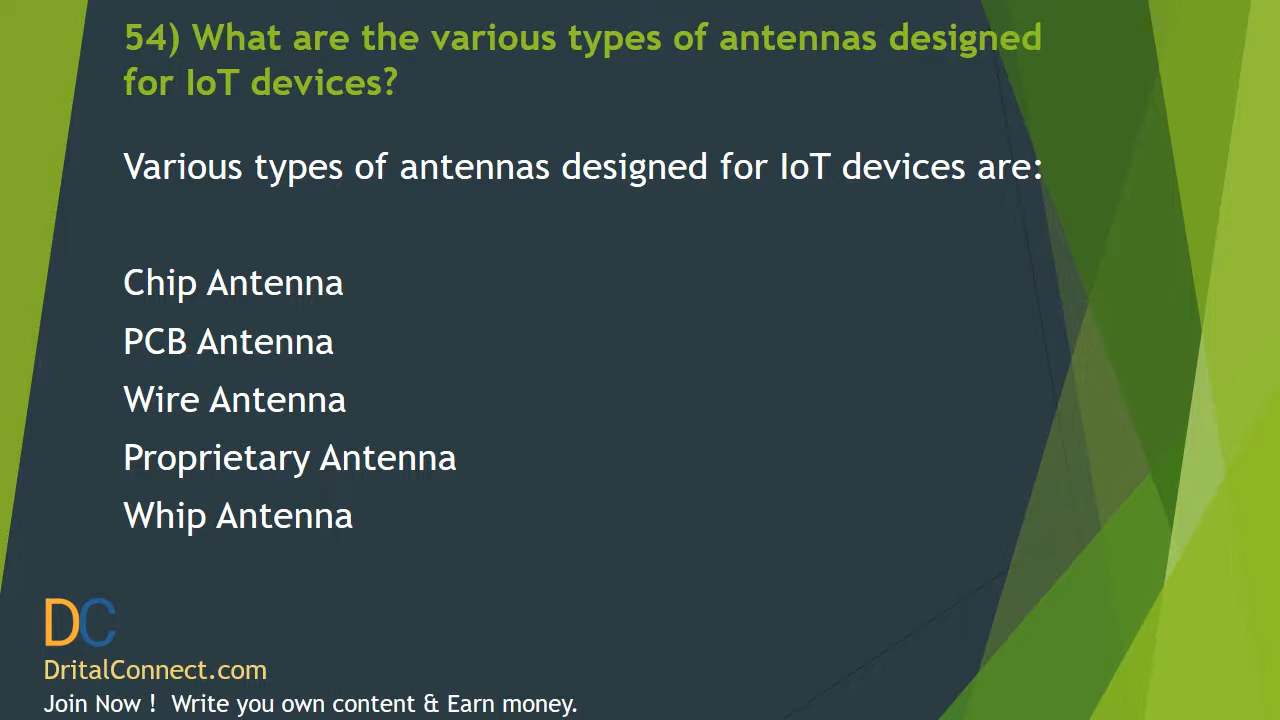 54) What are the various types of antennas designed
for IoT devices?
Various types of antennas designed for IoT devices are:
Chip Antenna
PCB Antenna
Wire Antenna
Proprietary Antenna
Whip Antenna
DC
DritalConnect.com
Join Now ! Write you own content & Earn money.